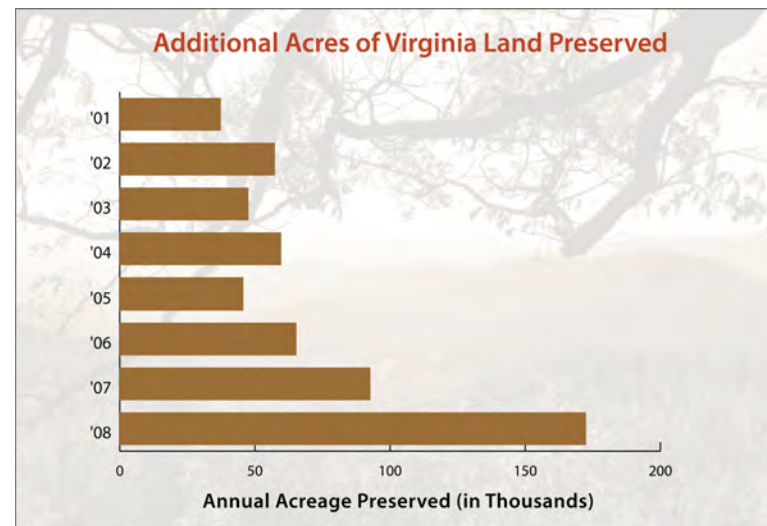 Additional Acres of Virginia Land Preserved
'01
'02
'03
'04
'05
'06
'07
'08
0 50 100 150 200
Annual Acreage Preserved (in Thousands)